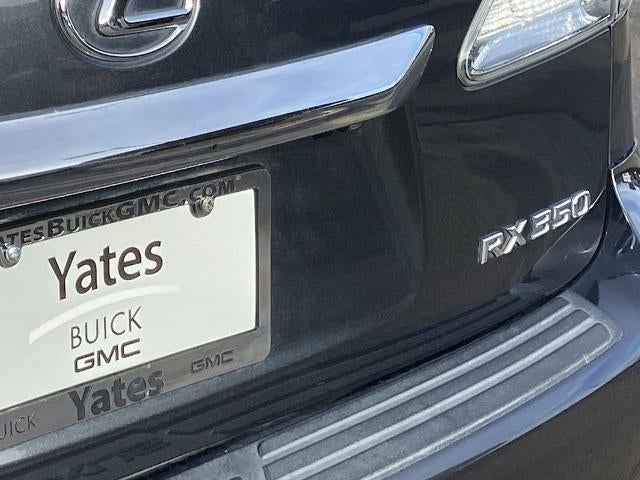 YATESBUICKGMC.COM
Yates
BUICK
GMC
GMC
BUICK Yates
RX350